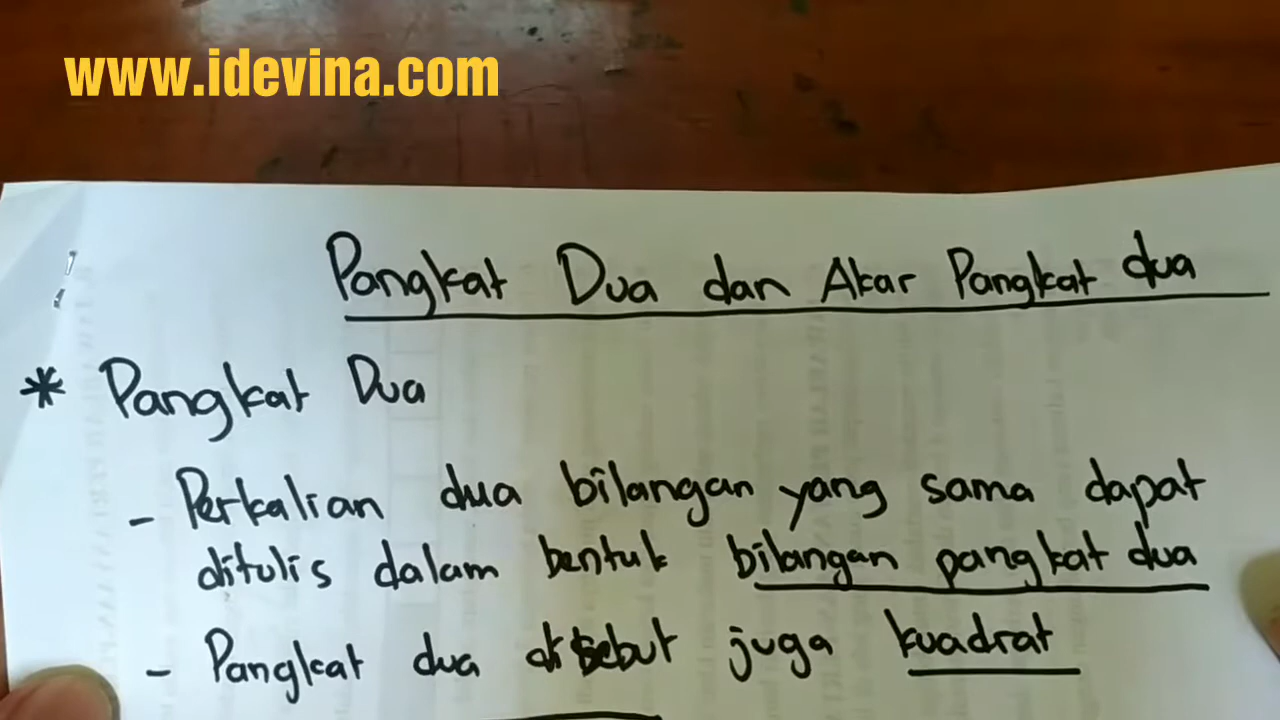 www.idevina.com
Pangkat Dua dan Akar Pangkat dua
* Pangkat Dua
- Perkalian dua bilangan yang sama dapat
ditulis dalam bentuk bilangan pangkat dua
- Pangkat dua disebut juga kuadrat